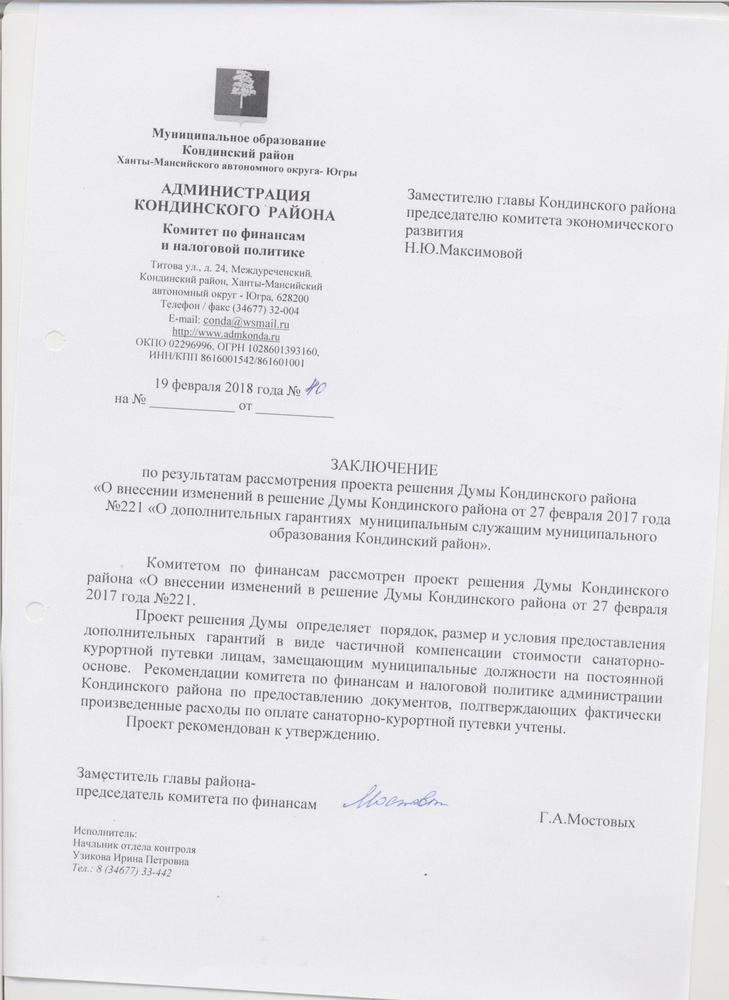 Муниципальное образование
Кондинский район
Ханты-Мансийского автономного округа- Югры
АДМИНИСТРАЦИЯ
КОНДИНСКОГО РАЙОНА
Комитет по финансам
и налоговой политике
Титова ул., д. 24, Междуреченский,
Кондинский район, Ханты-Мансийский
автономный округ - Югра, 628200
Телефон / факс (34677) 32-004
E-mail: conda@wsmail.ru
http://www.admkonda.ru
ОКПО 02296996, ОГРН 1028601393160,
ИНН/КПП 8616001542/861601001
19 февраля 2018 года №
на № ____________ от ___________
Заместителю главы Кондинского района
председателю комитета экономического
развития
Н.Ю.Максимовой
ЗАКЛЮЧЕНИЕ
по результатам рассмотрения проекта решения Думы Кондинского района
«О внесении изменений в решение Думы Кондинского района от 27 февраля 2017 года
№221 «О дополнительных гарантиях муниципальным служащим муниципального
образования Кондинский район».
Комитетом по финансам рассмотрен проект решения Думы Кондинского
района «О внесении изменений в решение Думы Кондинского района от 27 февраля
2017 года №221.
Проект решения Думы определяет порядок, размер и условия предоставления
дополнительных гарантий в виде частичной компенсации стоимости санаторно-
курортной путевки лицам, замещающим муниципальные должности на постоянной
основе. Рекомендации комитета по финансам и налоговой политике администрации
Кондинского района по предоставлению документов, подтверждающих фактически
произведенные расходы по оплате санаторно-курортной путевки учтены.
Проект рекомендован к утверждению.
Заместитель главы района-
председатель комитета по финансам
Г.А.Мостовых
Исполнитель:
Начльник отдела контроля
Узикова Ирина Петровна
Тел.: 8 (34677) 33-442